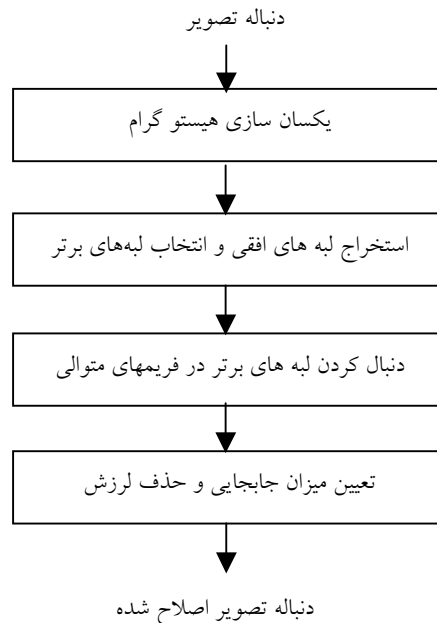 دنباله تصویر
یکسان سازی هیستو گرام
استخراج لبه های افقی و انتخاب لبه‌های برتر
دنبال کردن لبه های برتر در فریمهای متوالی
تعیین میزان جابجایی و حذف لرزش
دنباله تصویر اصلاح شده